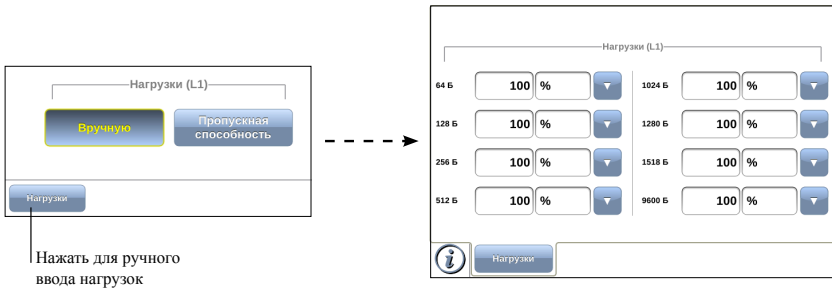 Нагрузки (L1)
Вручную
Пропускная
способность
Нагрузки
Нажать для ручного
ввода нагрузок
Нагрузки (L1)
64 Б 100 % 1024 Б 100 %
128 Б 100 % 1280 Б 100 %
256 Б 100 % 1518 Б 100 %
512 Б 100 % 9600 Б 100 %
i Нагрузки